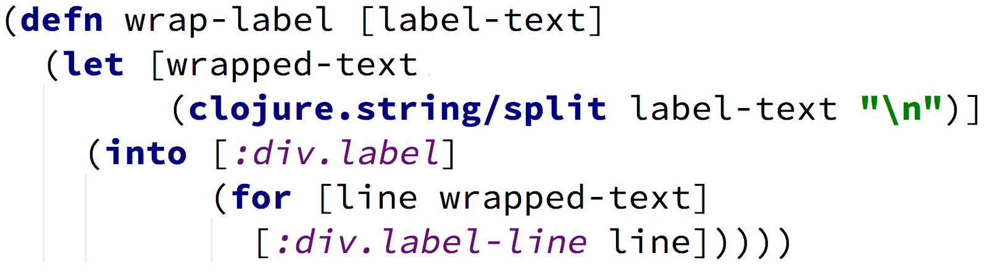 (defn wrap-label [label-text]
  (let [wrapped-text
        (clojure.string/split label-text "\n")]
    (into [:div.label]
          (for [line wrapped-text]
            [:div.label-line line]))))